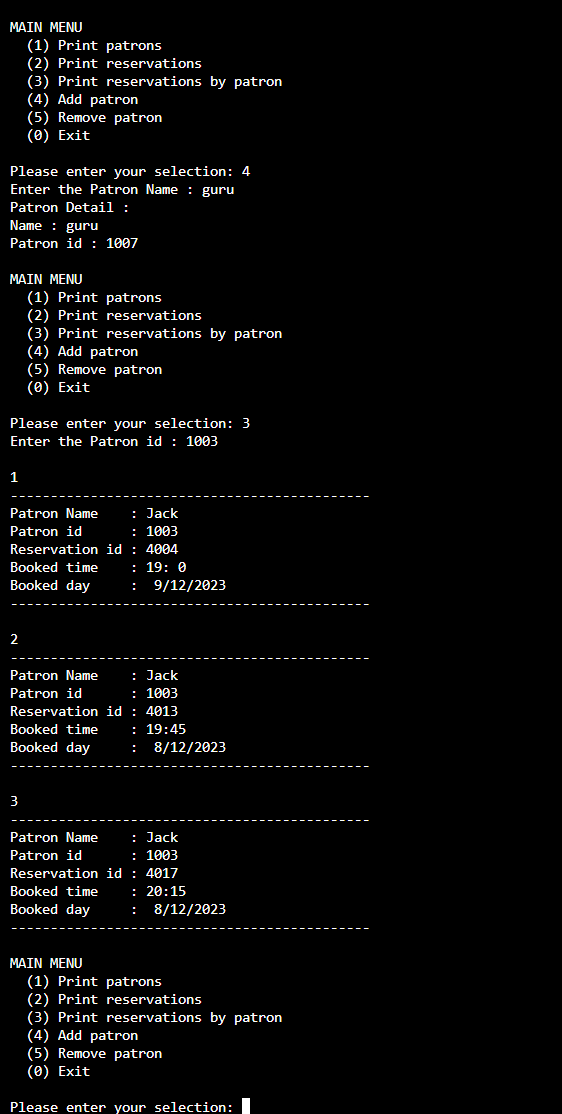 MAIN MENU
  (1) Print patrons
  (2) Print reservations
  (3) Print reservations by patron
  (4) Add patron
  (5) Remove patron
  (0) Exit

Please enter your selection: 4
Enter the Patron Name : guru
Patron Detail :
Name : guru
Patron id : 1007

MAIN MENU
  (1) Print patrons
  (2) Print reservations
  (3) Print reservations by patron
  (4) Add patron
  (5) Remove patron
  (0) Exit

Please enter your selection: 3
Enter the Patron id : 1003

1
---------------------------------------------
Patron Name    : Jack
Patron id      : 1003
Reservation id : 4004
Booked time    : 19: 0
Booked day     :  9/12/2023
---------------------------------------------

2
---------------------------------------------
Patron Name    : Jack
Patron id      : 1003
Reservation id : 4013
Booked time    : 19:45
Booked day     :  8/12/2023
---------------------------------------------

3
---------------------------------------------
Patron Name    : Jack
Patron id      : 1003
Reservation id : 4017
Booked time    : 20:15
Booked day     :  8/12/2023
---------------------------------------------

MAIN MENU
  (1) Print patrons
  (2) Print reservations
  (3) Print reservations by patron
  (4) Add patron
  (5) Remove patron
  (0) Exit

Please enter your selection: